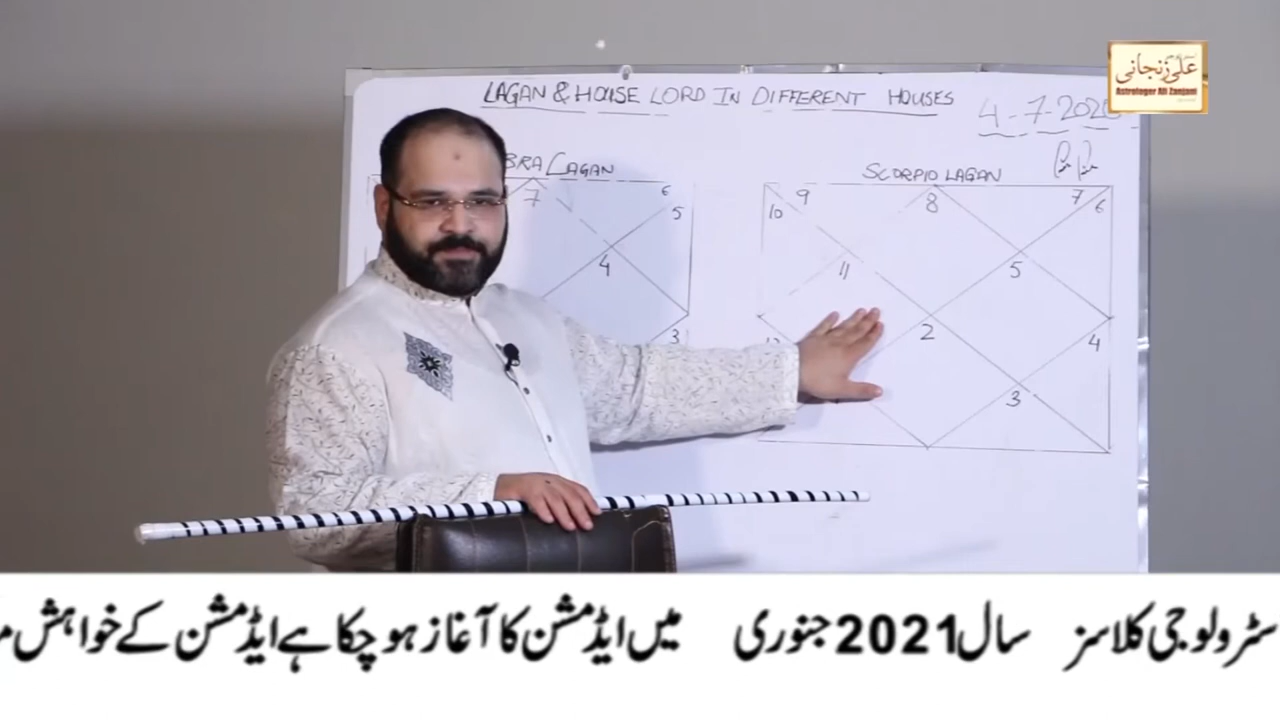 LAGAN & HOUSE LORD IN DIFFERENT HOUSES
4-7-2020
علی زنجانی
Astrologer Ali Zanjani
BRA LAGAN
7
6
5
4
3
SCORPIO LAGAN
9
8
7
10
6
11
5
2
4
3
سٹرولوجی کلاسز سال 2021 جنوری میں ایڈمشن کا آغاز ہو چکا ہے ایڈمشن کے خواہش م